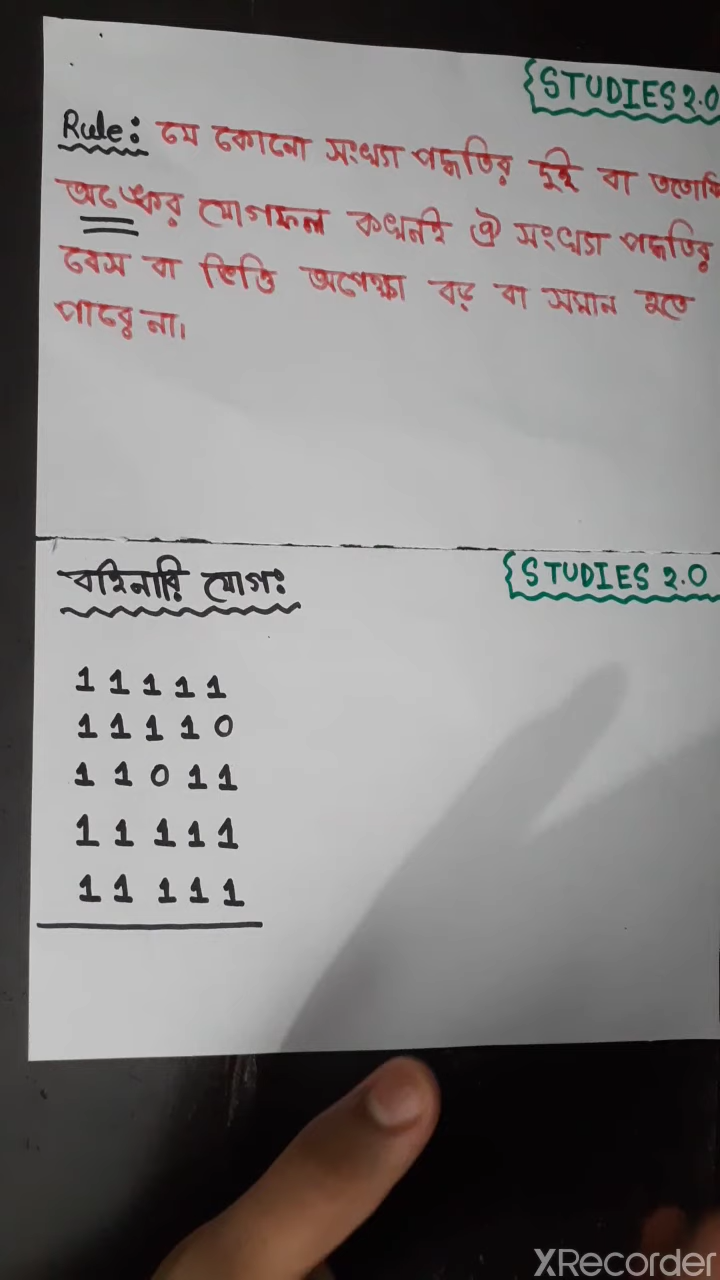 {STUDIES 2.0
Rule: যে কোনো সংখ্যা পদ্ধতির দুই বা ততোধি
অঙ্কের যোগফল কখনই ঐ সংখ্যা পদ্ধতির
বেস বা ভিত্তি অপেক্ষা বড় বা সমান হতে
পারবে না।
বাইনারি যোগঃ
{STUDIES 2.0
1 1 1 1 1
1 1 1 1 0
1 1 0 1 1
1 1 1 1 1
1 1 1 1 1
XRecorder